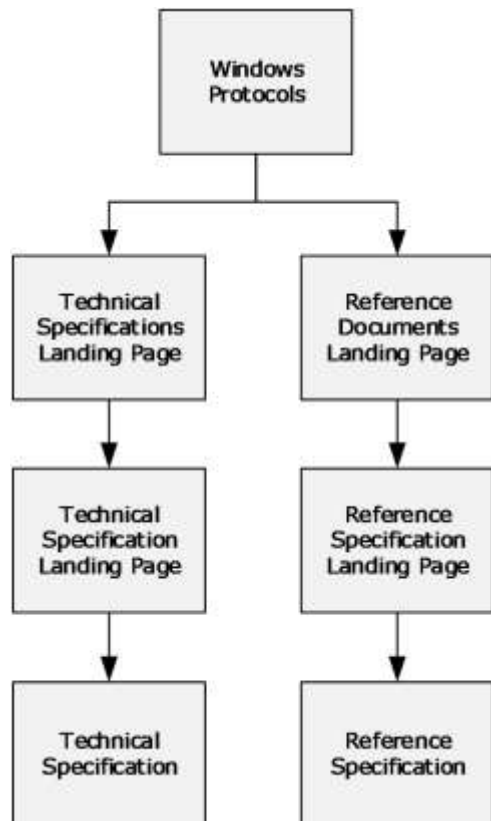 Windows
Protocols
Technical
Specifications
Landing Page
Reference
Documents
Landing Page
Technical
Specification
Landing Page
Reference
Specification
Landing Page
Technical
Specification
Reference
Specification